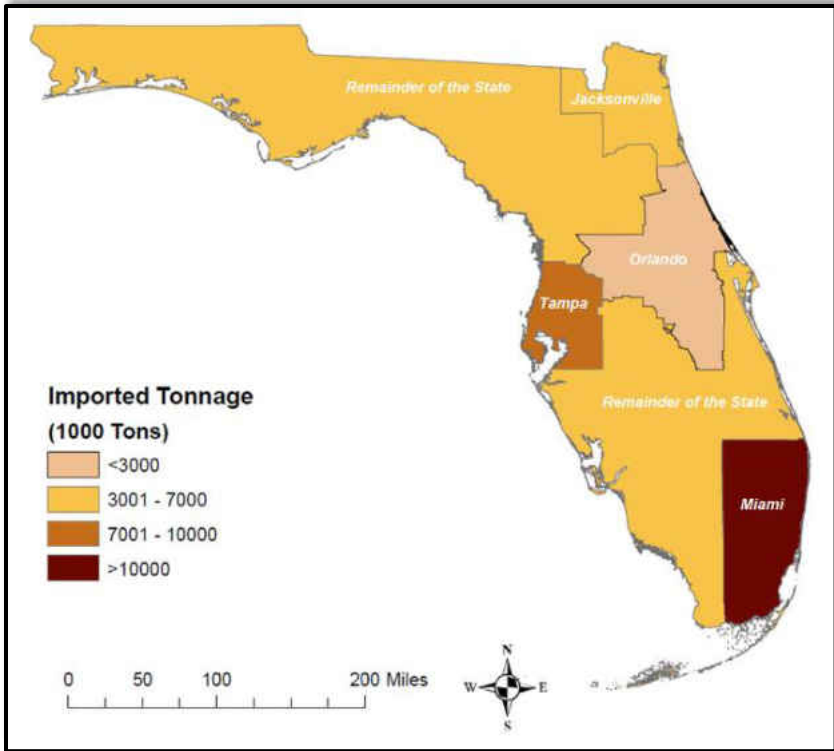 Remainder of the State
Jacksonville
Orlando
Tampa
Remainder of the State
Miami
Imported Tonnage
(1000 Tons)
<3000
3001 - 7000
7001 - 10000
>10000
0 50 100 200 Miles
N
W E
S